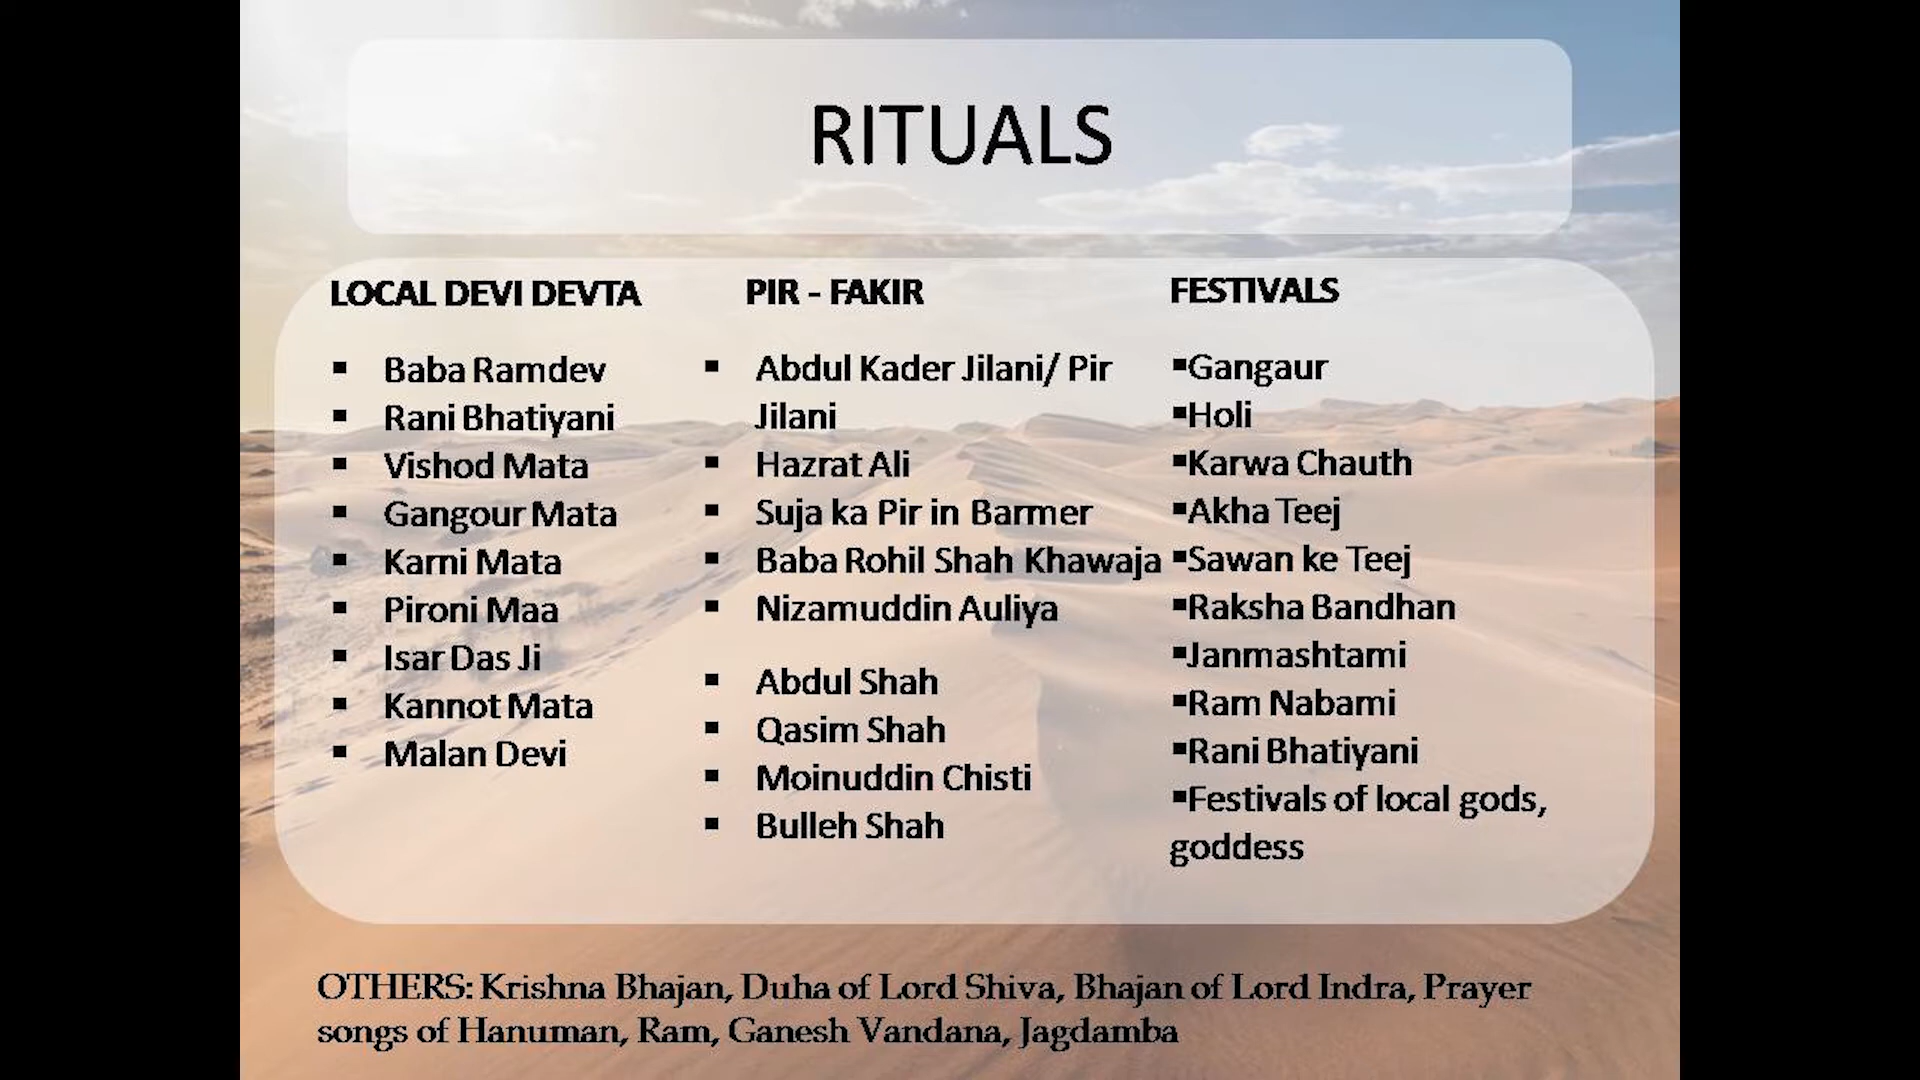 RITUALS
LOCAL DEVI DEVTA
▪ Baba Ramdev
▪ Rani Bhatiyani
▪ Vishod Mata
▪ Gangour Mata
▪ Karni Mata
▪ Pironi Maa
▪ Isar Das Ji
▪ Kannot Mata
▪ Malan Devi
PIR - FAKIR
▪ Abdul Kader Jilani/ Pir
Jilani
▪ Hazrat Ali
▪ Suja ka Pir in Barmer
▪ Baba Rohil Shah Khawaja
▪ Nizamuddin Auliya
▪ Abdul Shah
▪ Qasim Shah
▪ Moinuddin Chisti
▪ Bulleh Shah
FESTIVALS
▪Gangaur
▪Holi
▪Karwa Chauth
▪Akha Teej
▪Sawan ke Teej
▪Raksha Bandhan
▪Janmashtami
▪Ram Nabami
▪Rani Bhatiyani
▪Festivals of local gods,
goddess
OTHERS: Krishna Bhajan, Duha of Lord Shiva, Bhajan of Lord Indra, Prayer
songs of Hanuman, Ram, Ganesh Vandana, Jagdamba